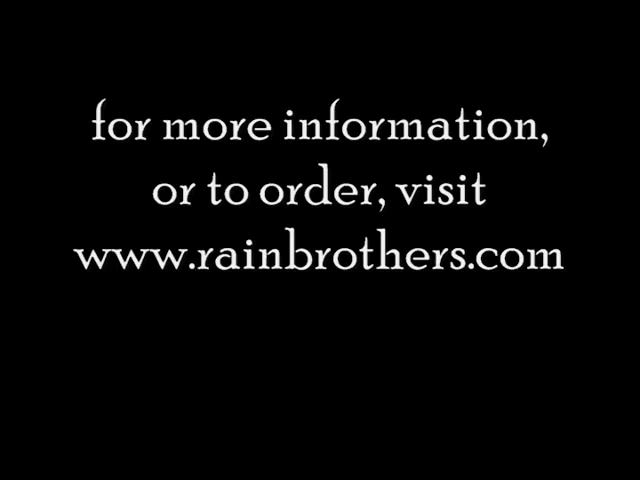 for more information,
or to order, visit
www.rainbrothers.com